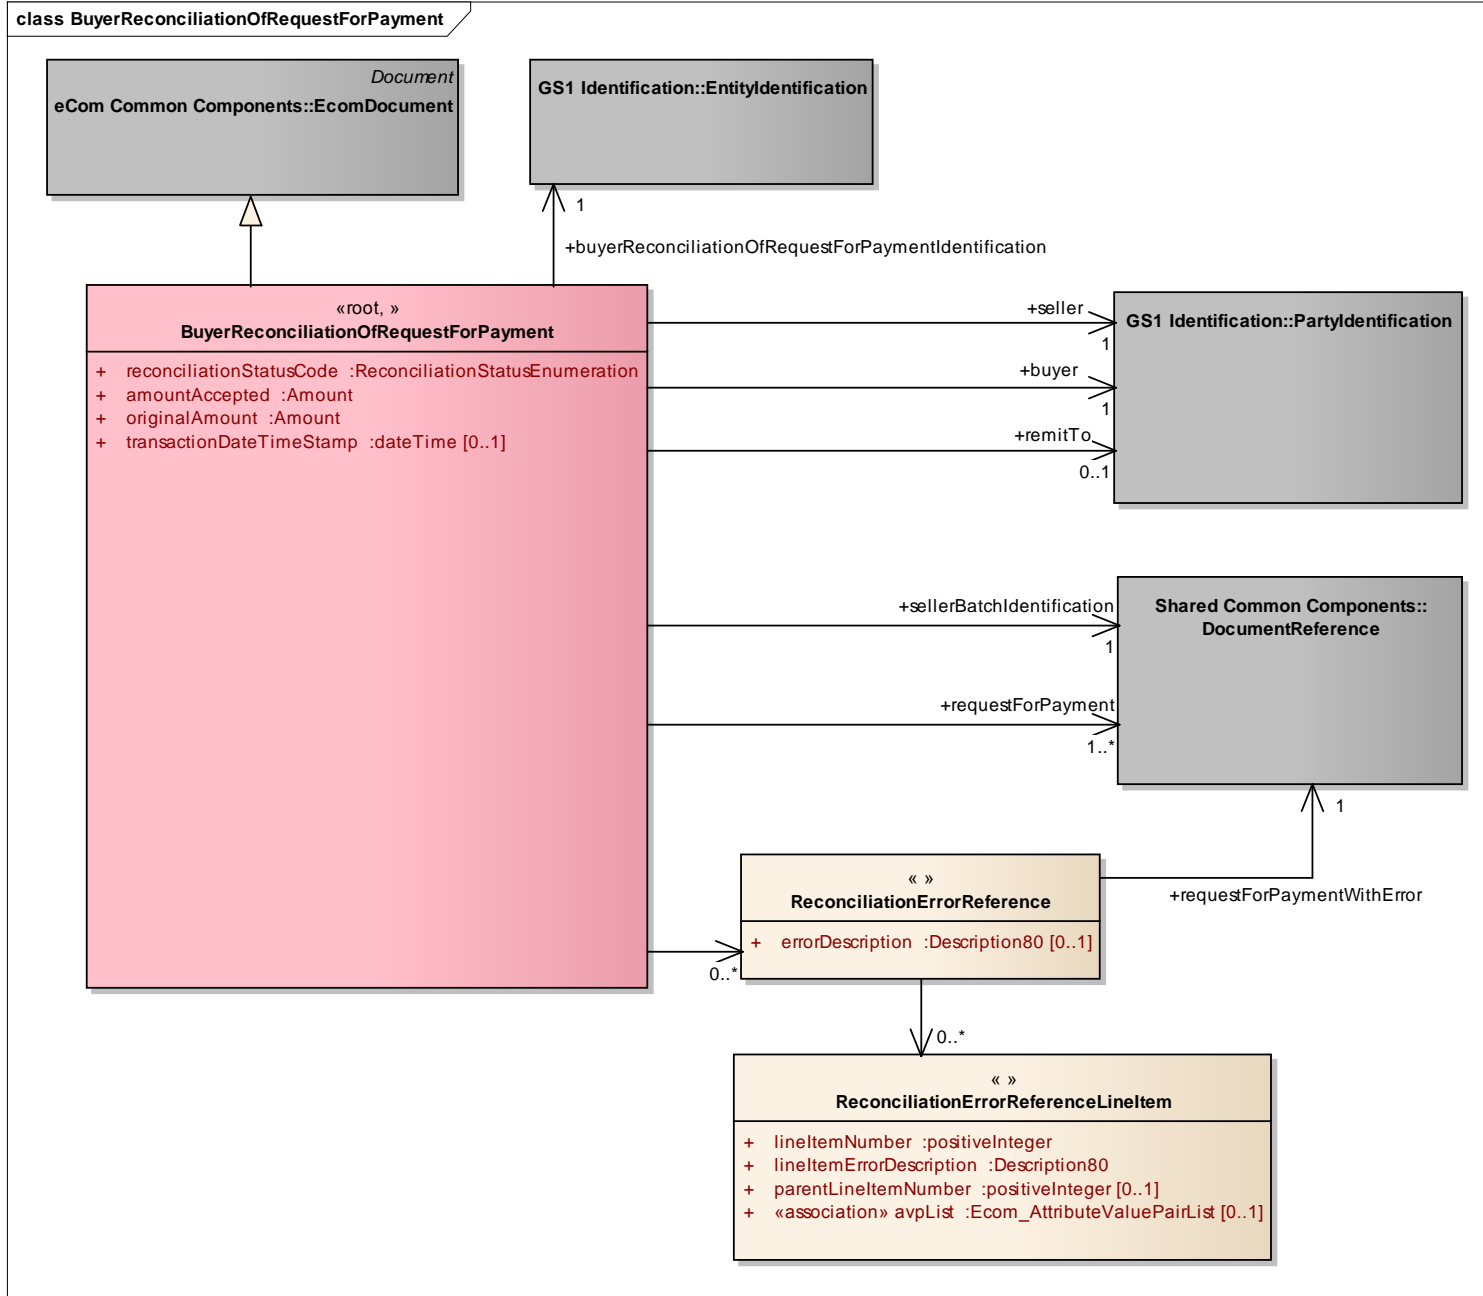 class BuyerReconciliationOfRequestForPayment
Document
eCom Common Components::EcomDocument
GS1 Identification::EntityIdentification
1
+buyerReconciliationOfRequestForPaymentIdentification
«root, »
BuyerReconciliationOfRequestForPayment
+ reconciliationStatusCode :ReconciliationStatusEnumeration
+ amountAccepted :Amount
+ originalAmount :Amount
+ transactionDateTimeStamp :dateTime [0..1]
+seller
1
+buyer
1
+remitTo
0..1
GS1 Identification::PartyIdentification
+sellerBatchIdentification
1
+requestForPayment
1..*
Shared Common Components::
DocumentReference
1
+requestForPaymentWithError
0..*
« »
ReconciliationErrorReference
+ errorDescription :Description80 [0..1]
0..*
« »
ReconciliationErrorReferenceLineItem
+ lineItemNumber :positiveInteger
+ lineItemErrorDescription :Description80
+ parentLineItemNumber :positiveInteger [0..1]
+ «association» avpList :Ecom_AttributeValuePairList [0..1]